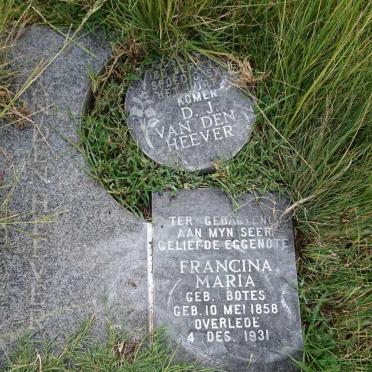 KOMEN
D. J.
VAN DEN
HEEVER
TER GEDAGTENIS
AAN MYN SEER
GELIEFDE EGGENOTE
FRANCINA
MARIA
GEB. BOTES
GEB. 10 MEI 1858
OVERLEDE
4 DES. 1931